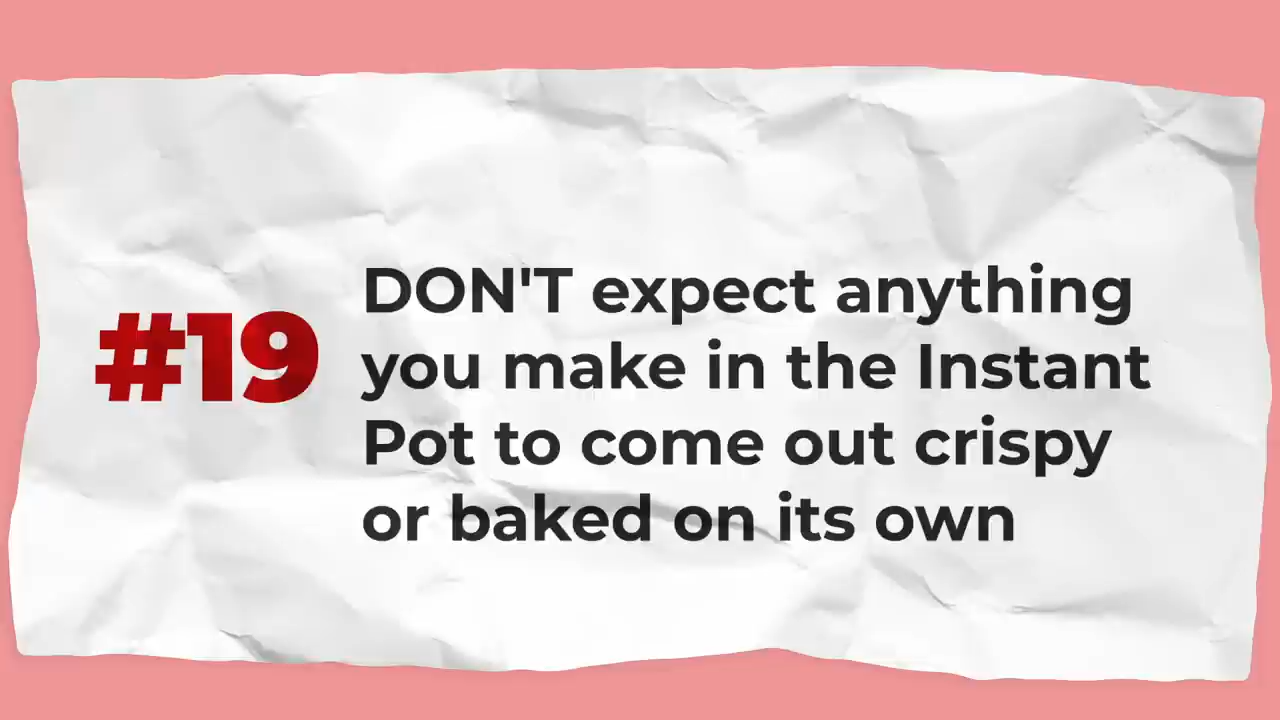 #19
DON'T expect anything
you make in the Instant
Pot to come out crispy
or baked on its own